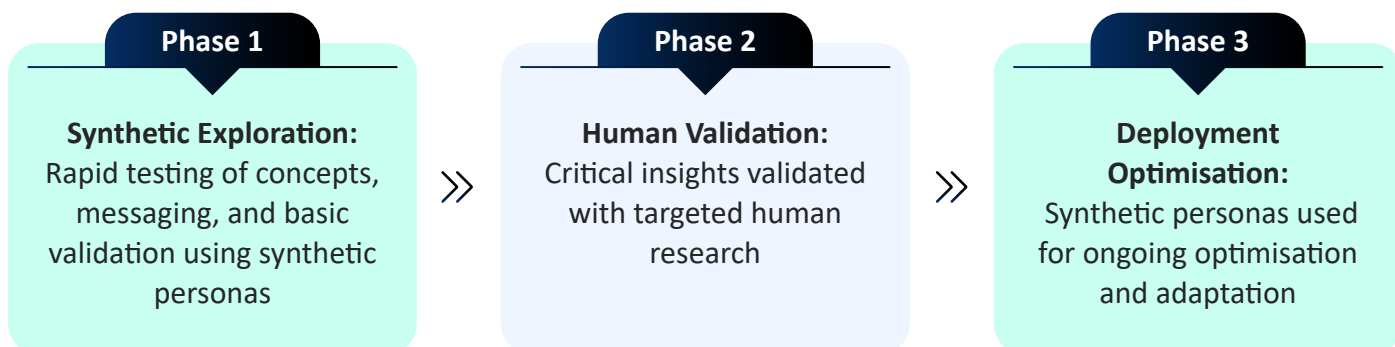 Phase 1
Synthetic Exploration:
Rapid testing of concepts,
messaging, and basic
validation using synthetic
personas
Phase 2
Human Validation:
Critical insights validated
with targeted human
research
Phase 3
Deployment
Optimisation:
Synthetic personas used
for ongoing optimisation
and adaptation